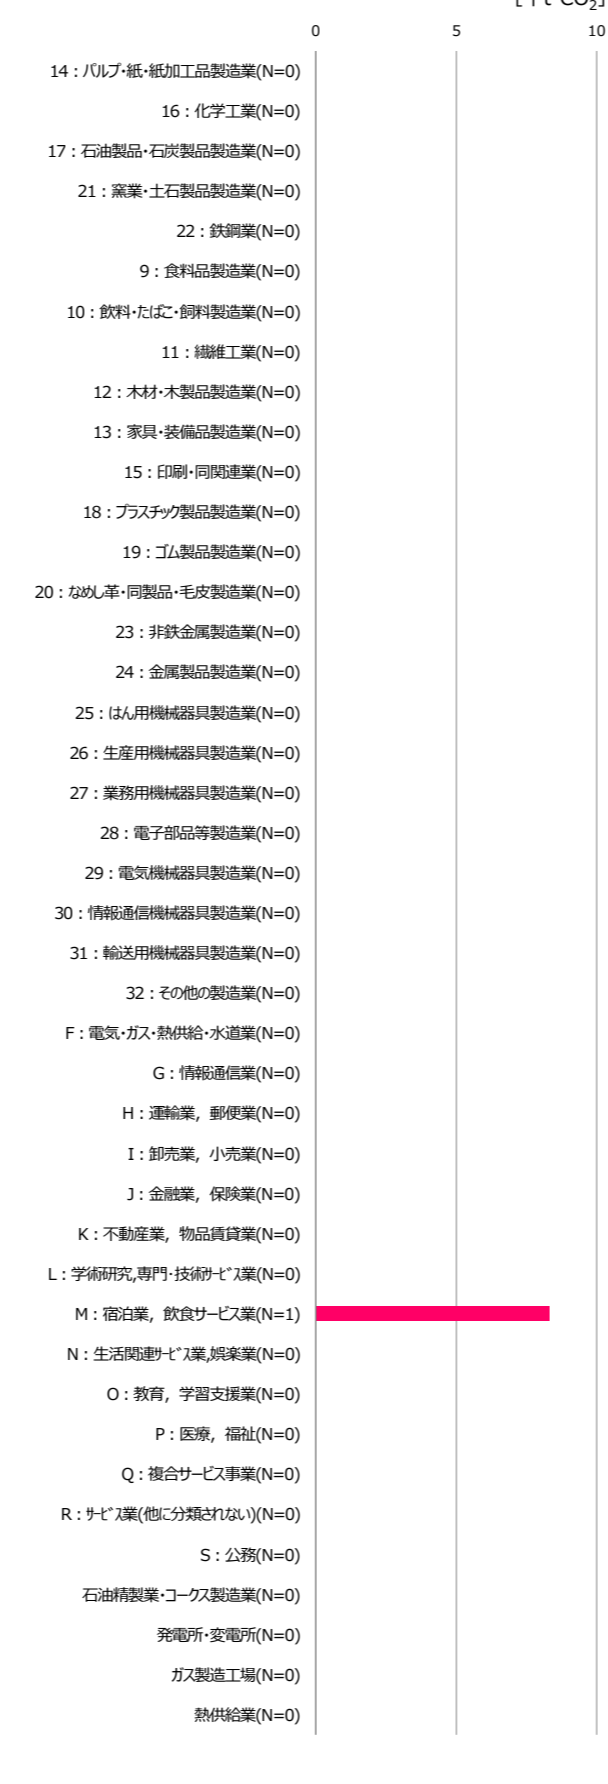 0 5 10
14：パルプ・紙・紙加工品製造業(N=0)
16：化学工業(N=0)
17：石油製品・石炭製品製造業(N=0)
21：窯業・土石製品製造業(N=0)
22：鉄鋼業(N=0)
9：食料品製造業(N=0)
10：飲料・たばこ・飼料製造業(N=0)
11：繊維工業(N=0)
12：木材・木製品製造業(N=0)
13：家具・装備品製造業(N=0)
15：印刷・同関連業(N=0)
18：プラスチック製品製造業(N=0)
19：ゴム製品製造業(N=0)
20：なめし革・同製品・毛皮製造業(N=0)
23：非鉄金属製造業(N=0)
24：金属製品製造業(N=0)
25：はん用機械器具製造業(N=0)
26：生産用機械器具製造業(N=0)
27：業務用機械器具製造業(N=0)
28：電子部品等製造業(N=0)
29：電気機械器具製造業(N=0)
30：情報通信機械器具製造業(N=0)
31：輸送用機械器具製造業(N=0)
32：その他の製造業(N=0)
F：電気・ガス・熱供給・水道業(N=0)
G：情報通信業(N=0)
H：運輸業，郵便業(N=0)
I：卸売業，小売業(N=0)
J：金融業，保険業(N=0)
K：不動産業，物品賃貸業(N=0)
L：学術研究,専門・技術ｻｰﾋﾞｽ業(N=0)
M：宿泊業，飲食サービス業(N=1)
N：生活関連ｻｰﾋﾞｽ業,娯楽業(N=0)
O：教育，学習支援業(N=0)
P：医療，福祉(N=0)
Q：複合サービス事業(N=0)
R：ｻｰﾋﾞｽ業(他に分類されない)(N=0)
S：公務(N=0)
石油精製業・コークス製造業(N=0)
発電所・変電所(N=0)
ガス製造工場(N=0)
熱供給業(N=0)